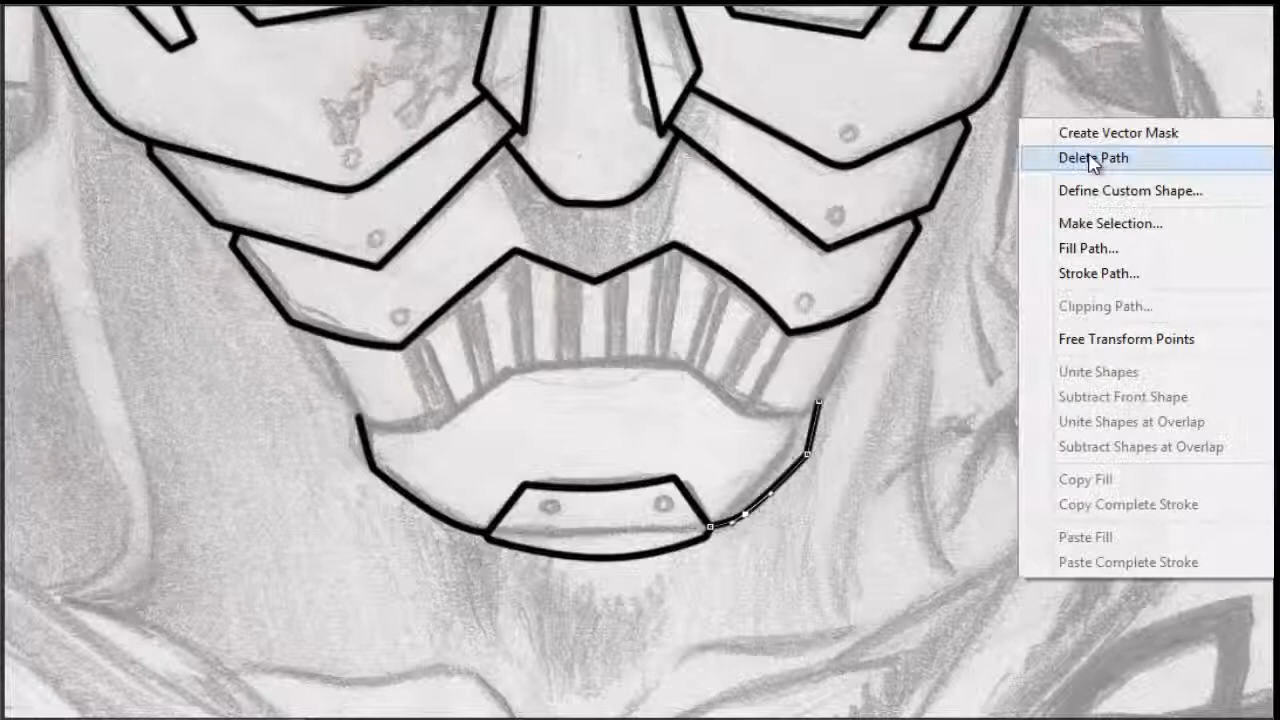 Create Vector Mask
Delete Path
Define Custom Shape...
Make Selection...
Fill Path...
Stroke Path...
Clipping Path...
Free Transform Points
Unite Shapes
Subtract Front Shape
Unite Shapes at Overlap
Subtract Shapes at Overlap
Copy Fill
Copy Complete Stroke
Paste Fill
Paste Complete Stroke